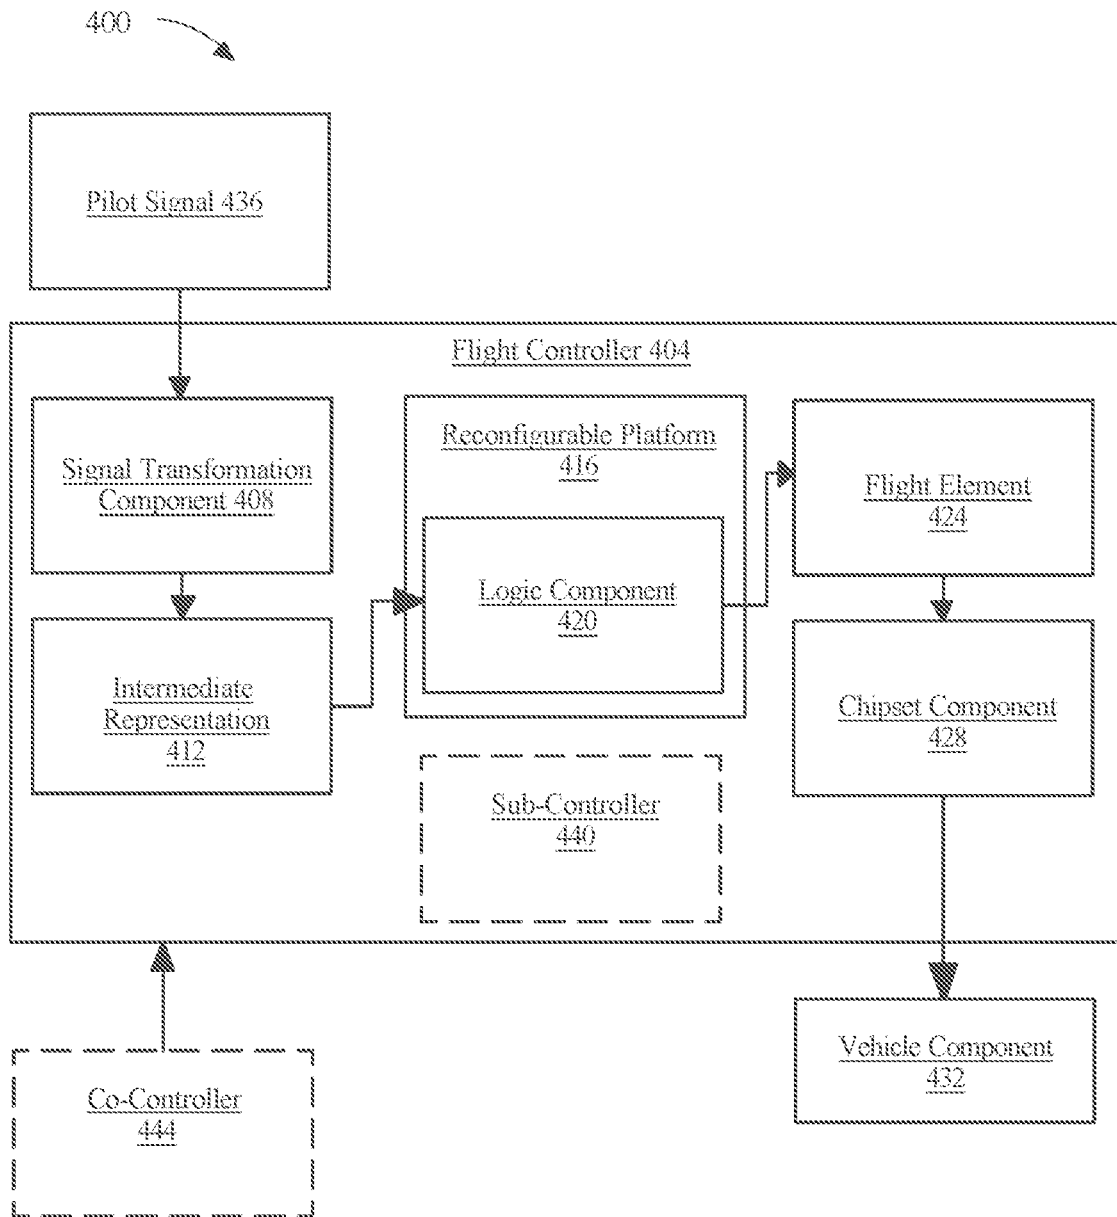 400
Pilot Signal 436
Flight Controller 404
Signal Transformation
Component 408
Reconfigurable Platform
416
Flight Element
424
Logic Component
420
Intermediate
Representation
412
Chipset Component
428
Sub-Controller
440
Vehicle Component
432
Co-Controller
444